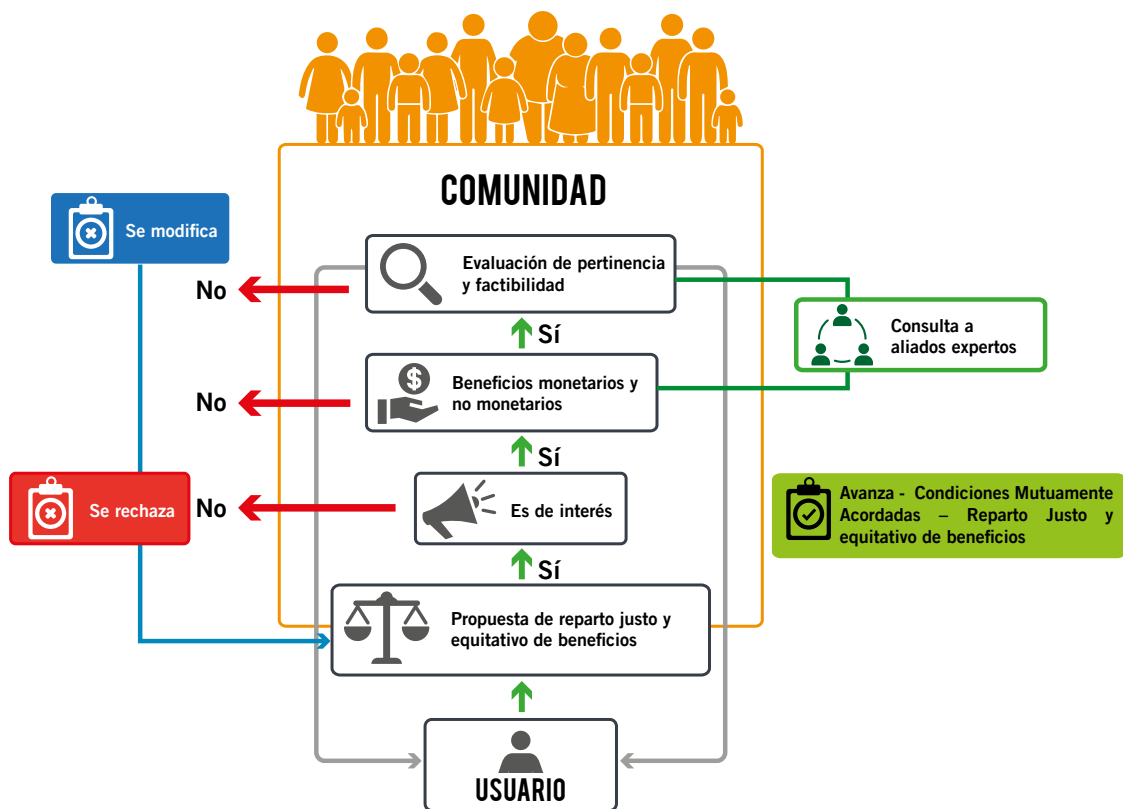 COMUNIDAD
Se modifica
Evaluación de pertinencia
y factibilidad
No
Sí
Consulta a
aliados expertos
$
Beneficios monetarios y
no monetarios
No
Sí
Se rechaza
No
Es de interés
Avanza - Condiciones Mutuamente
Acordadas – Reparto Justo y
equitativo de beneficios
Sí
Propuesta de reparto justo y
equitativo de beneficios
USUARIO